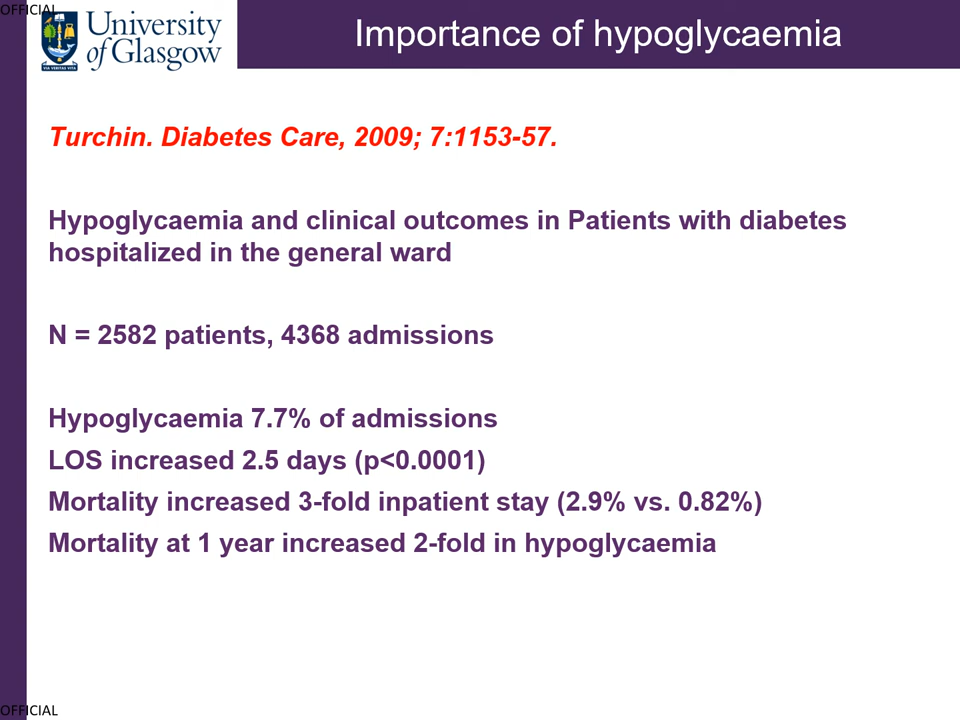 OFFICIAL
University
of Glasgow
VIA VERITAS VITA
Importance of hypoglycaemia
Turchin. Diabetes Care, 2009; 7:1153-57.
Hypoglycaemia and clinical outcomes in Patients with diabetes
hospitalized in the general ward
N = 2582 patients, 4368 admissions
Hypoglycaemia 7.7% of admissions
LOS increased 2.5 days (p<0.0001)
Mortality increased 3-fold inpatient stay (2.9% vs. 0.82%)
Mortality at 1 year increased 2-fold in hypoglycaemia
OFFICIAL